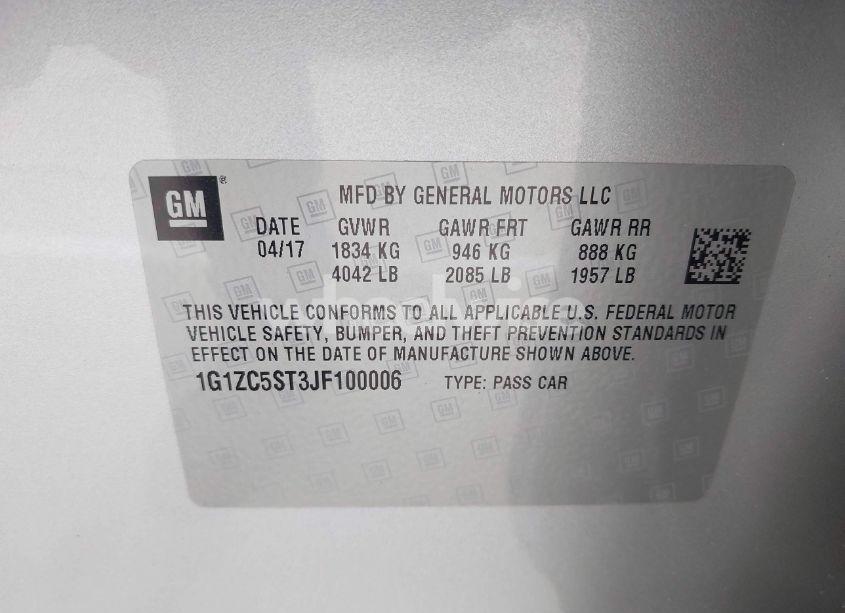 GM®
MFD BY GENERAL MOTORS LLC
DATE GVWR GAWR FRT GAWR RR
04/17 1834 KG 946 KG 888 KG
4042 LB 2085 LB 1957 LB
THIS VEHICLE CONFORMS TO ALL APPLICABLE U.S. FEDERAL MOTOR
VEHICLE SAFETY, BUMPER, AND THEFT PREVENTION STANDARDS IN
EFFECT ON THE DATE OF MANUFACTURE SHOWN ABOVE.
1G1ZC5ST3JF100006 TYPE: PASS CAR